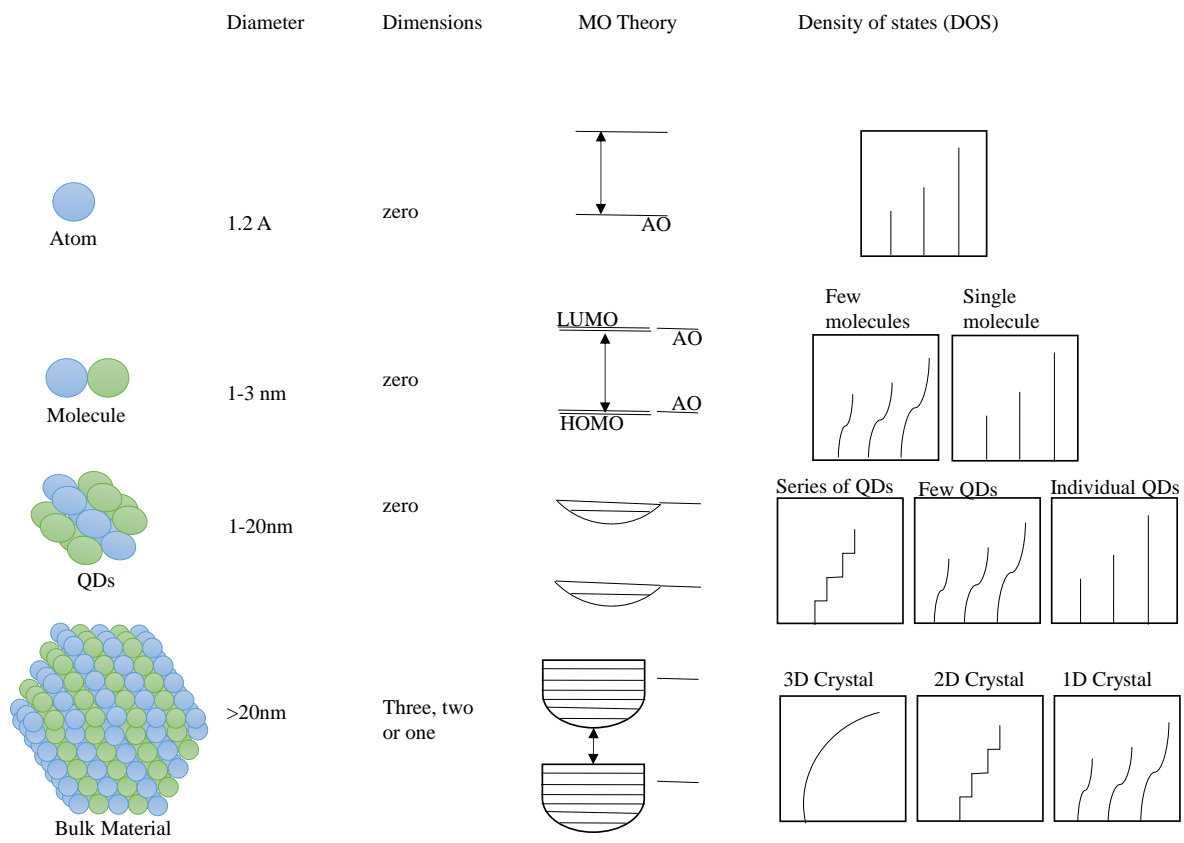 Diameter
Dimensions
MO Theory
Density of states (DOS)
Atom
1.2 A
zero
AO
Few
molecules
Single
molecule
Molecule
1-3 nm
zero
LUMO
AO
AO
HOMO
QDs
1-20nm
zero
Series of QDs
Few QDs
Individual QDs
Bulk Material
>20nm
Three, two
or one
3D Crystal
2D Crystal
1D Crystal